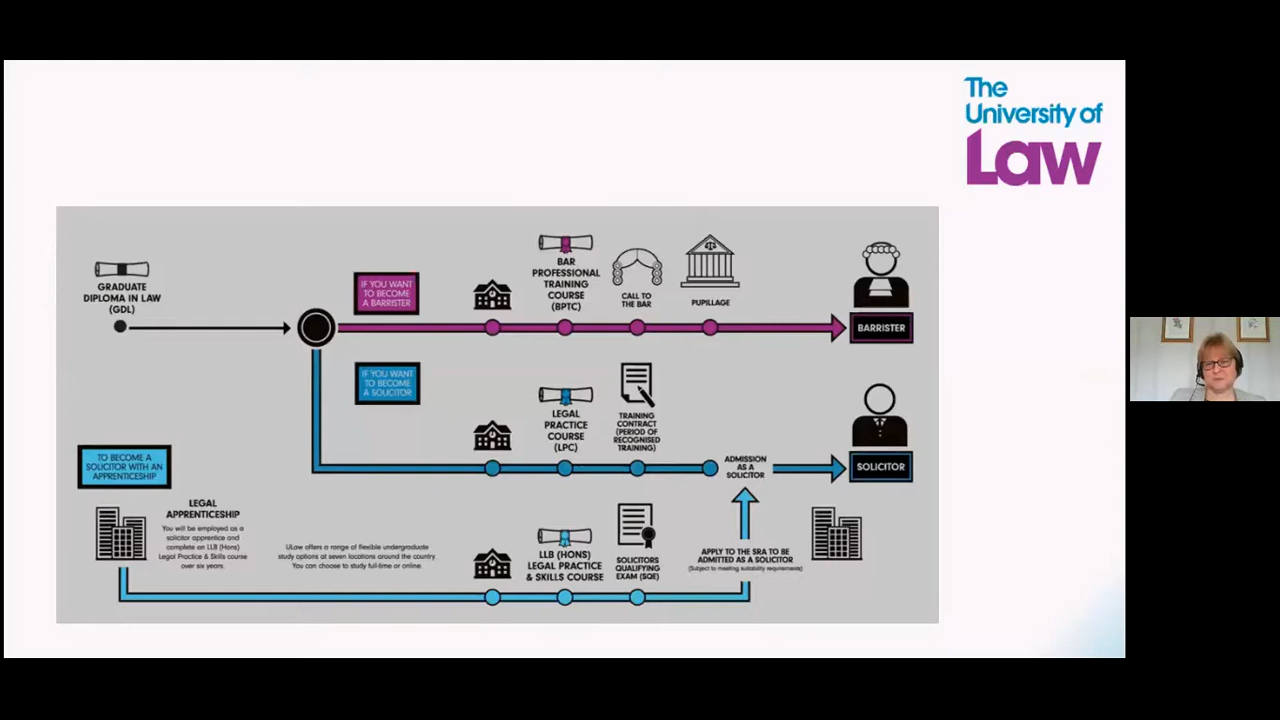 The
University of
Law
GRADUATE
DIPLOMA IN LAW
(GDL)
IF YOU WANT
TO BECOME
A BARRISTER
BAR
PROFESSIONAL
TRAINING
COURSE
(BPTC)
CALL TO
THE BAR
PUPILLAGE
BARRISTER
IF YOU WANT
TO BECOME
A SOLICITOR
LEGAL
PRACTICE
COURSE
(LPC)
TRAINING
CONTRACT
(PERIOD OF
RECOGNISED
TRAINING)
ADMISSION
AS A
SOLICITOR
SOLICITOR
TO BECOME A
SOLICITOR WITH AN
APPRENTICESHIP
LEGAL
APPRENTICESHIP
You will be employed as a
solicitor apprentice and
complete an LLB (Hons)
Legal Practice & Skills course
over six years.
ULaw offers a range of flexible undergraduate
study options at seven locations around the country.
You can choose to study full-time or online.
LLB (HONS)
LEGAL PRACTICE
& SKILLS COURSE
SOLICITORS
QUALIFYING
EXAM (SQE)
APPLY TO THE SRA TO BE
ADMITTED AS A SOLICITOR
(Subject to meeting suitability requirements)